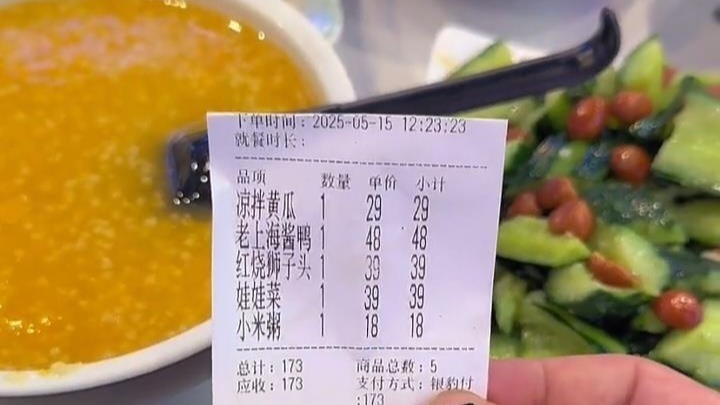 下单时间：2025-05-15 12:23:23
就餐时长：
品项 数量 单价 小计
凉拌黄瓜 1 29 29
老上海酱鸭 1 48 48
红烧狮子头 1 39 39
娃娃菜 1 39 39
小米粥 1 18 18
总计：173 商品总数：5
应收：173 支付方式：银豹付
:173